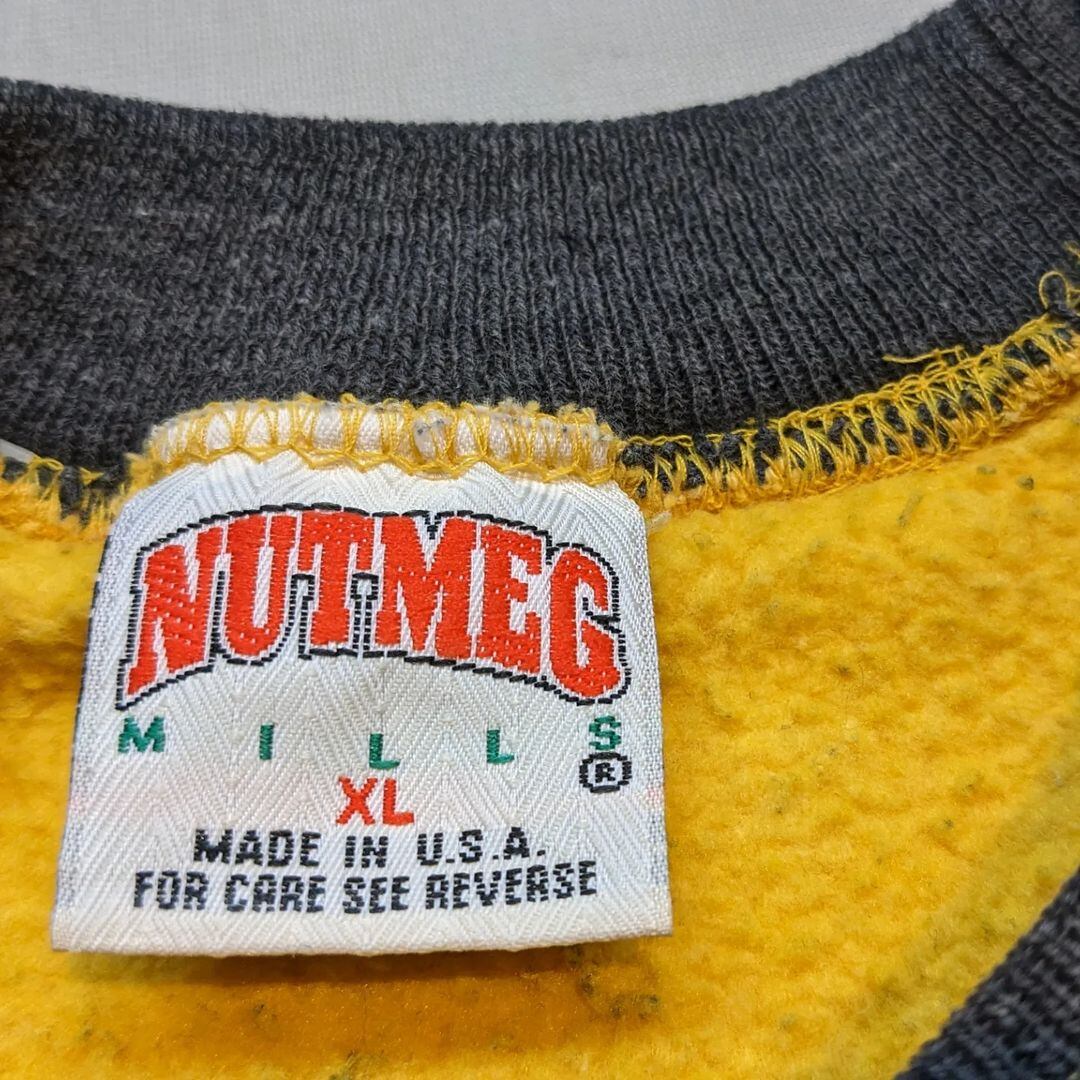 NUTMEG
MILLS
®
XL
MADE IN U.S.A.
FOR CARE SEE REVERSE